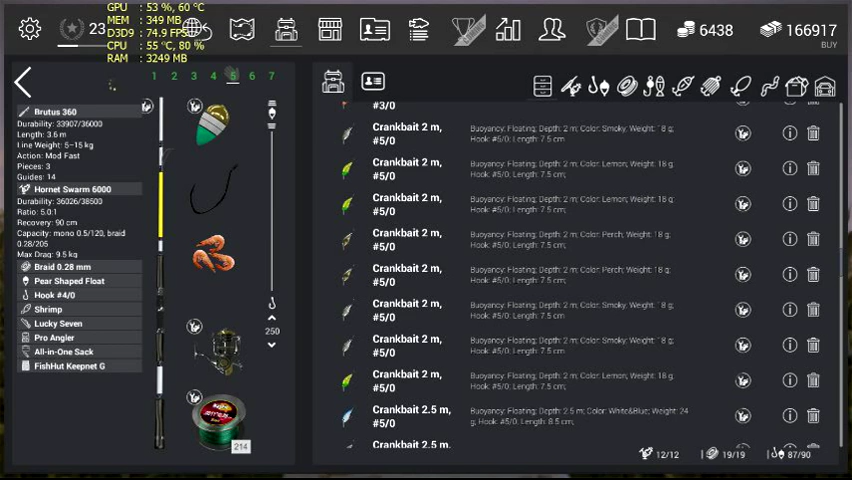 GPU : 53 %, 60 °C
MEM : 349 MB
D3D9 : 74.9 FPS
CPU : 55 °C, 80 %
RAM : 3249 MB
23
6438
166917
BUY
1 2 3 4 5 6 7
Brutus 360
Durability: 33907/36000
Length: 3.6 m
Line Weight: 5-15 kg
Action: Mod Fast
Pieces: 3
Guides: 14
Hornet Swarm 6000
Durability: 36026/38500
Ratio: 5.0:1
Recovery: 90 cm
Capacity: mono 0.5/120, braid
0.28/205
Max Drag: 9.5 kg
Braid 0.28 mm
Pear Shaped Float
Hook #4/0
Shrimp
Lucky Seven
Pro Angler
All-in-One Sack
FishHut Keepnet G
250
214
#3/0
Crankbait 2 m,
#5/0
Buoyancy: Floating; Depth: 2 m; Color: Smoky; Weight: 18 g;
Hook: #5/0; Length: 7.5 cm
Crankbait 2 m,
#5/0
Buoyancy: Floating; Depth: 2 m; Color: Lemon; Weight: 18 g;
Hook: #5/0; Length: 7.5 cm;
Crankbait 2 m,
#5/0
Buoyancy: Floating; Depth: 2 m; Color: Lemon; Weight: 18 g;
Hook: #5/0; Length: 7.5 cm;
Crankbait 2 m,
#5/0
Buoyancy: Floating; Depth: 2 m; Color: Perch; Weight: 18 g;
Hook: #5/0; Length: 7.5 cm;
Crankbait 2 m,
#5/0
Buoyancy: Floating; Depth: 2 m; Color: Perch; Weight: 18 g;
Hook: #5/0; Length: 7.5 cm;
Crankbait 2 m,
#5/0
Buoyancy: Floating; Depth: 2 m; Color: Smoky; Weight: 18 g;
Hook: #5/0; Length: 7.5 cm
Crankbait 2 m,
#5/0
Buoyancy: Floating; Depth: 2 m; Color: Smoky; Weight: 18 g;
Hook: #5/0; Length: 7.5 cm
Crankbait 2 m,
#5/0
Buoyancy: Floating; Depth: 2 m; Color: Lemon; Weight: 18 g;
Hook: #5/0; Length: 7.5 cm;
Crankbait 2.5 m,
#5/0
Buoyancy: Floating; Depth: 2.5 m; Color: White&Blue; Weight: 24
g; Hook: #5/0; Length: 8.5 cm;
Crankbait 2.5 m,
12/12
19/19
87/90